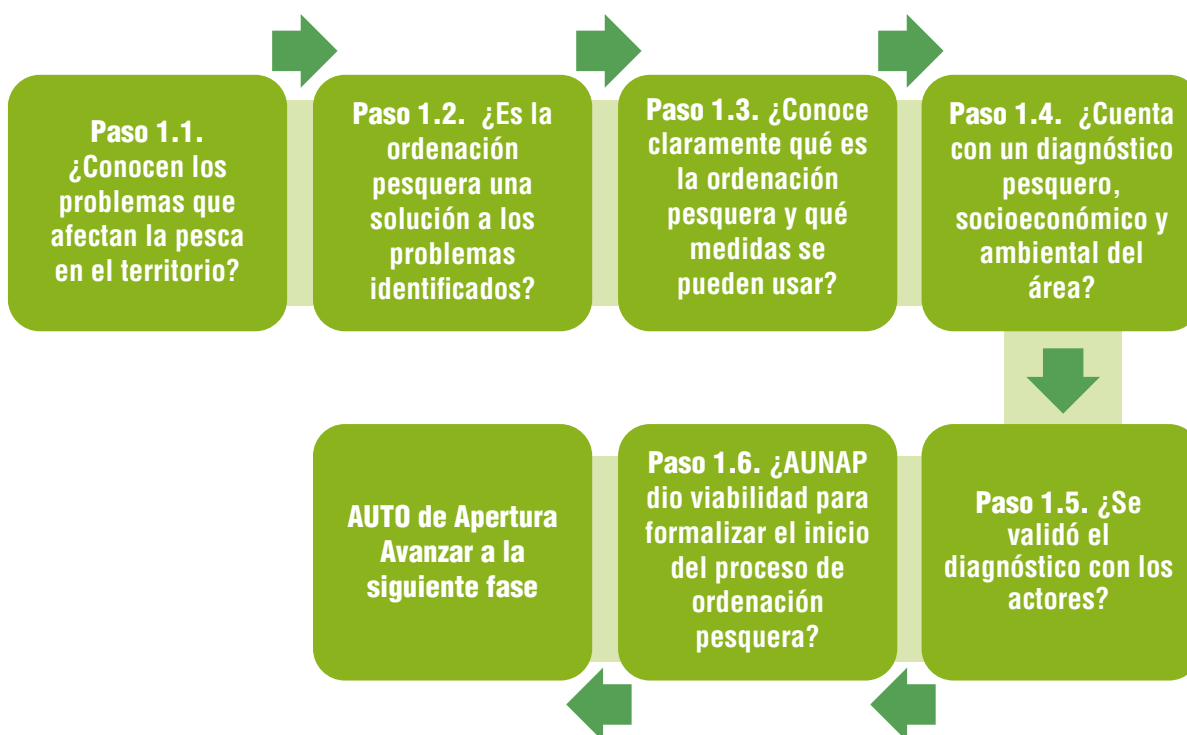 Paso 1.1.
¿Conocen los
problemas que
afectan la pesca
en el territorio?
Paso 1.2. ¿Es la
ordenación
pesquera una
solución a los
problemas
identificados?
Paso 1.3. ¿Conoce
claramente qué es
la ordenación
pesquera y qué
medidas se
pueden usar?
Paso 1.4. ¿Cuenta
con un diagnóstico
pesquero,
socioeconómico y
ambiental del
área?
Paso 1.5. ¿Se
validó el
diagnóstico con los
actores?
Paso 1.6. ¿AUNAP
dio viabilidad para
formalizar el inicio
del proceso de
ordenación
pesquera?
AUTO de Apertura
Avanzar a la
siguiente fase